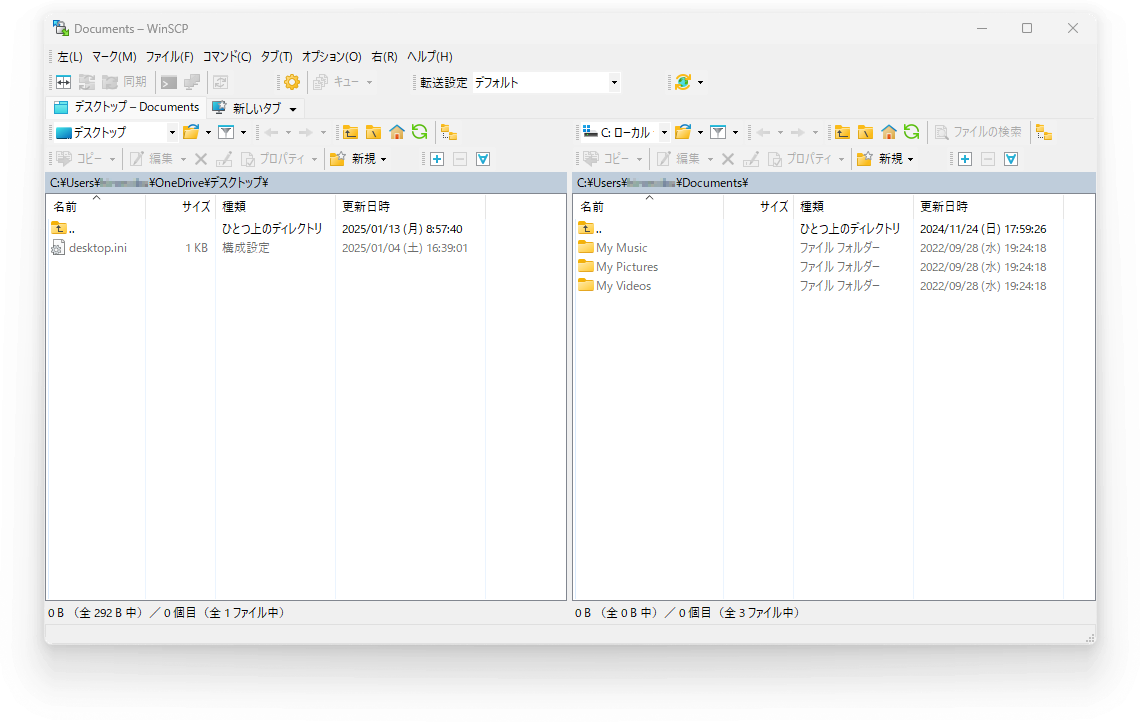 Documents – WinSCP
左(L) マーク(M) ファイル(F) コマンド(C) タブ(T) オプション(O) 右(R) ヘルプ(H)
同期 キュー 転送設定 デフォルト
デスクトップ – Documents 新しいタブ
デスクトップ
コピー 編集 プロパティ 新規
C:¥Users¥ ¥OneDrive¥デスクトップ¥
名前 サイズ 種類 更新日時
.. ひとつ上のディレクトリ 2025/01/13 (月) 8:57:40
desktop.ini 1 KB 構成設定 2025/01/04 (土) 16:39:01
0 B （全 292 B 中）／ 0 個目 （全 1 ファイル中）
C: ローカル ファイルの検索
コピー 編集 プロパティ 新規
C:¥Users¥ ¥Documents¥
名前 サイズ 種類 更新日時
.. ひとつ上のディレクトリ 2024/11/24 (日) 17:59:26
My Music ファイル フォルダー 2022/09/28 (水) 19:24:18
My Pictures ファイル フォルダー 2022/09/28 (水) 19:24:18
My Videos ファイル フォルダー 2022/09/28 (水) 19:24:18
0 B （全 0 B 中）／ 0 個目 （全 3 ファイル中）